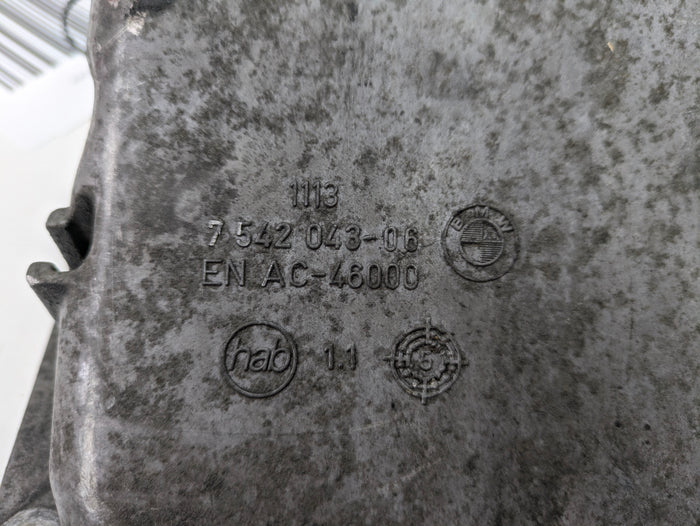 1113
7 542 043-06
EN AC-46000
BMW
hab 1.1 5